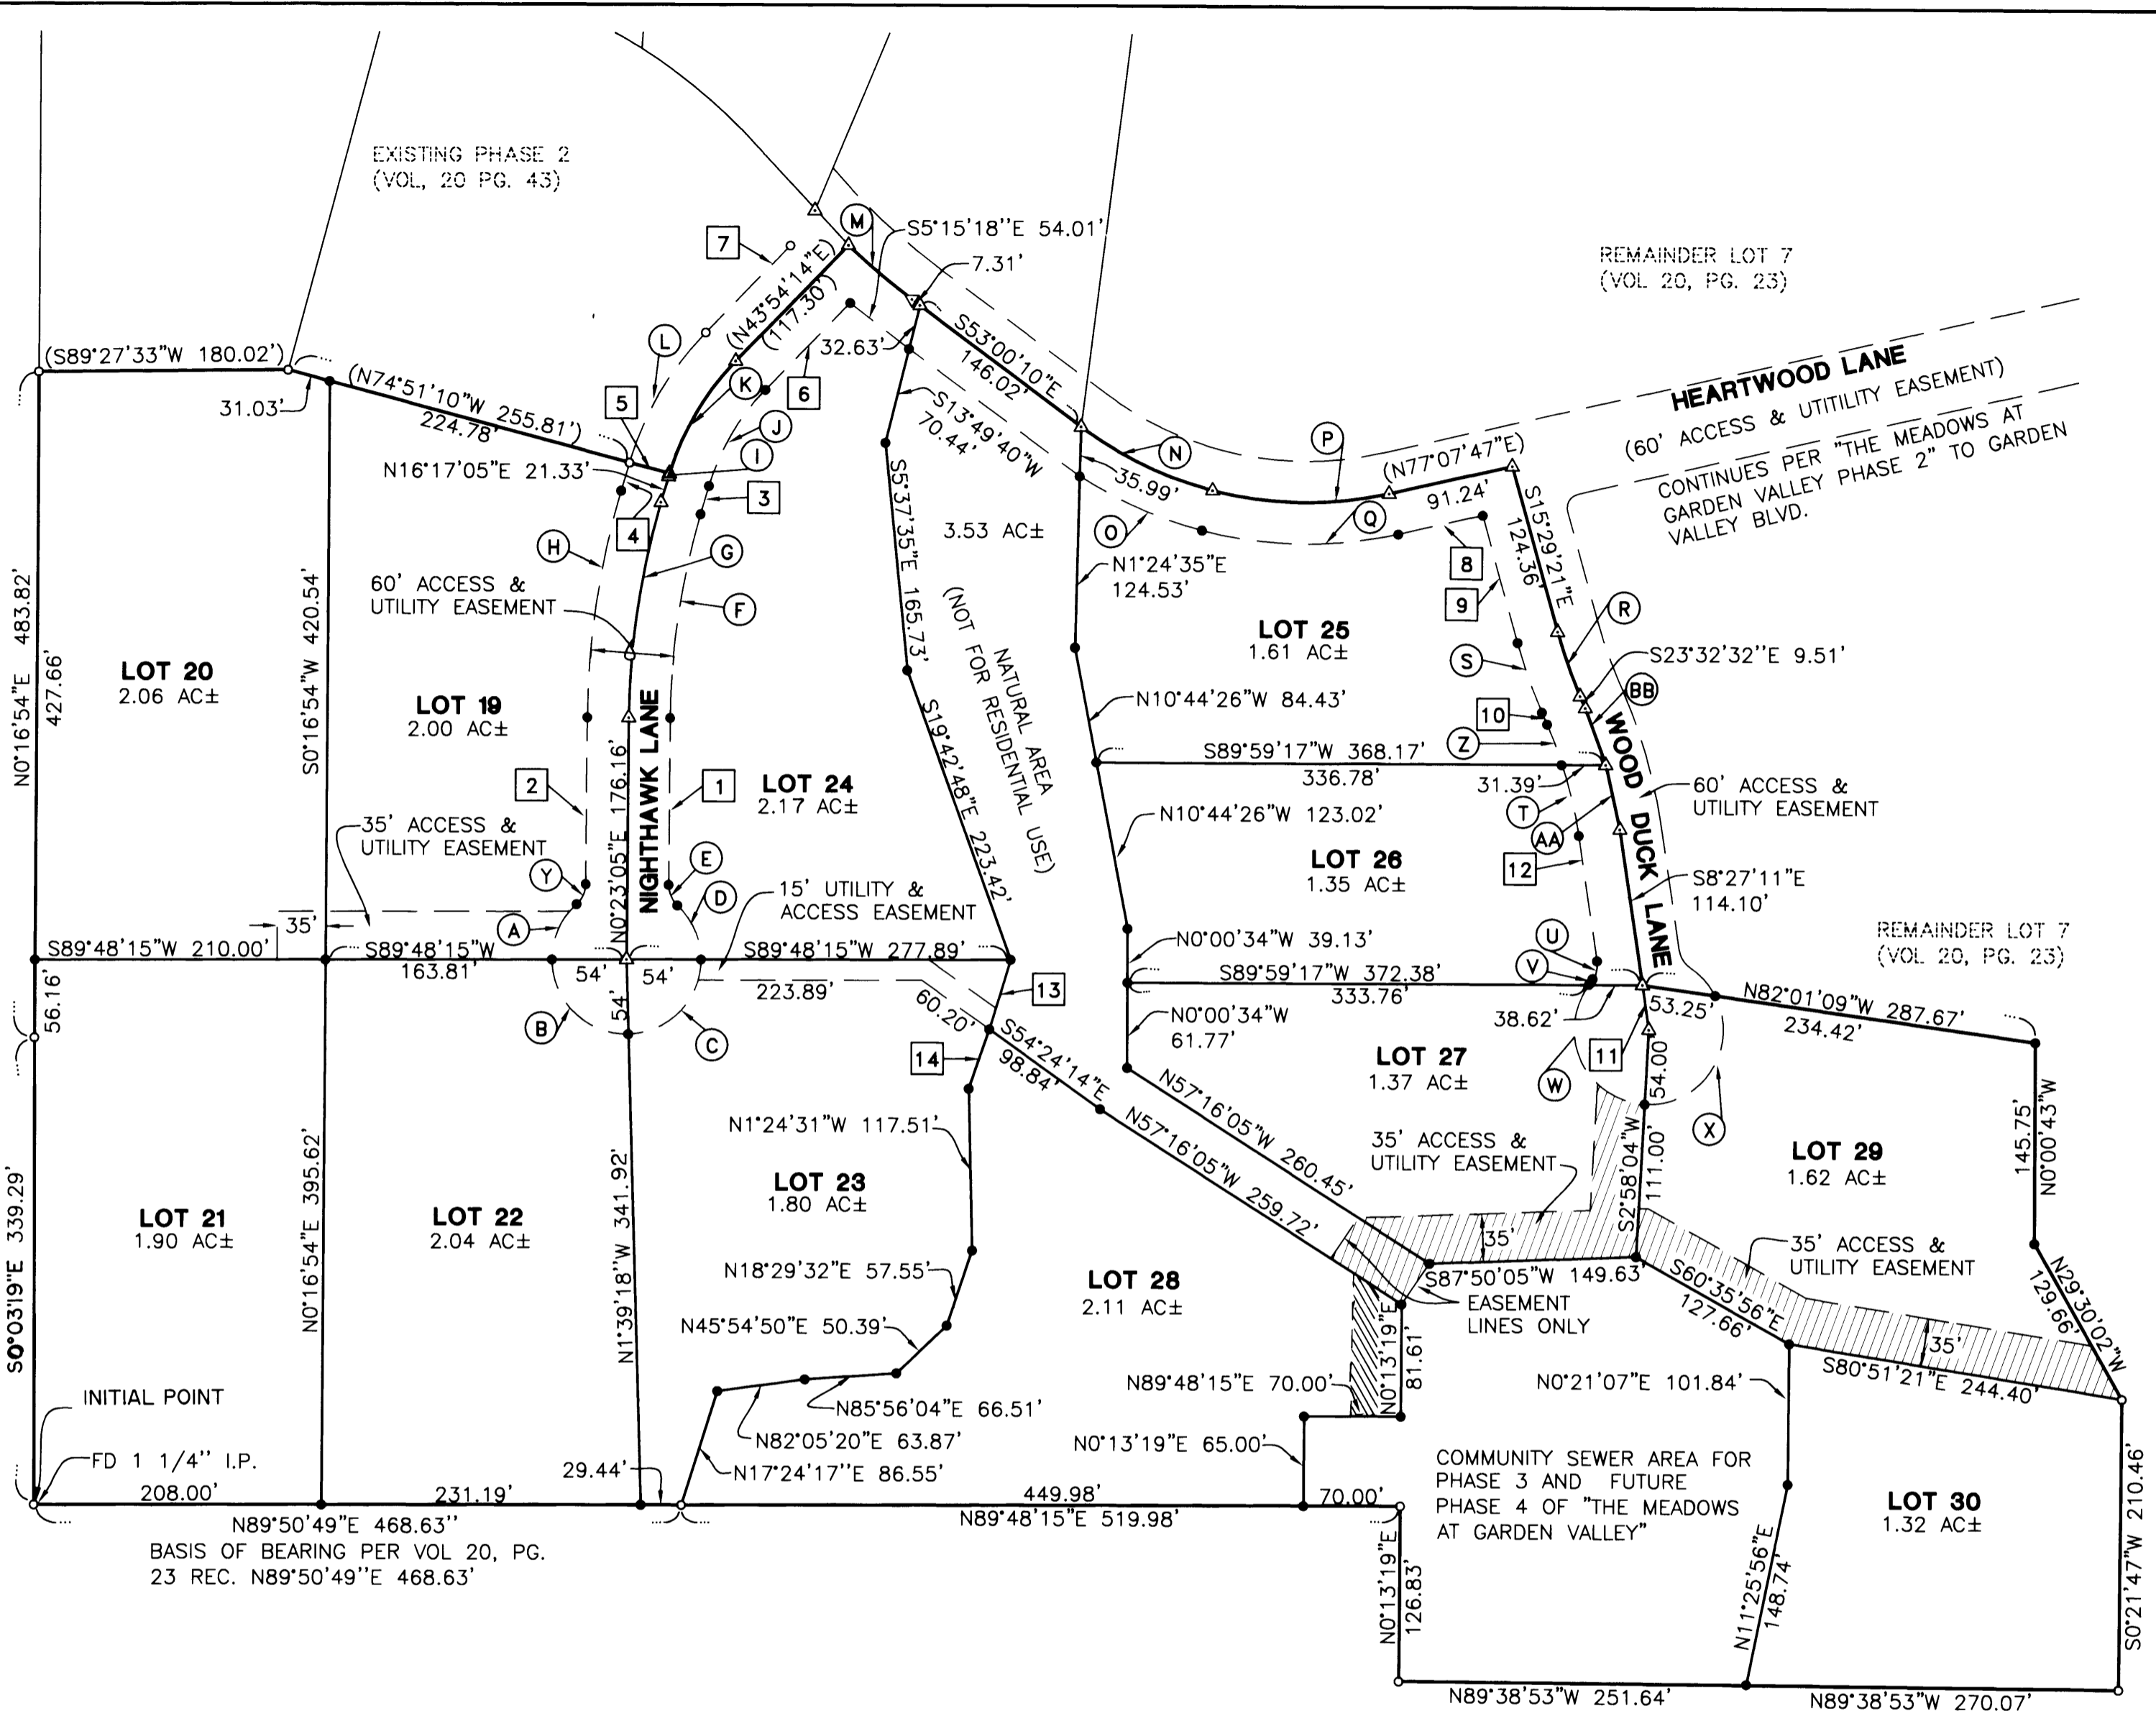 EXISTING PHASE 2
(VOL, 20 PG. 43)
REMAINDER LOT 7
(VOL 20, PG. 23)
HEARTWOOD LANE
(60' ACCESS & UTITILITY EASEMENT)
CONTINUES PER "THE MEADOWS AT
GARDEN VALLEY PHASE 2" TO GARDEN
VALLEY BLVD.
7
M
S5°15'18''E 54.01'
7.31'
(N43°54'14"E)
(117.30')
L
32.63'
S53°00'10"E
146.02'
(S89°27'33"W 180.02')
31.03'
(N74°51'10"W 255.81')
224.78'
5
K
6
J
I
N16°17'05"E 21.33'
3
4
S13°49'40"W
70.44'
35.99'
N
P
(N77°07'47"E)
91.24'
O
Q
8
9
S15°29'21"E
124.36'
R
S
S23°32'32"E 9.51'
BB
10
Z
H
G
F
60' ACCESS &
UTILITY EASEMENT
S5°37'35"E 165.73'
3.53 AC±
NATURAL AREA
(NOT FOR RESIDENTIAL USE)
N1°24'35"E
124.53'
LOT 25
1.61 AC±
N10°44'26"W 84.43'
S89°59'17"W 368.17'
336.78'
31.39'
N0°16'54"E 483.82'
427.66'
S0°16'54"W 420.54'
LOT 20
2.06 AC±
LOT 19
2.00 AC±
NIGHTHAWK LANE
N0°23'05"E 176.16'
2
1
LOT 24
2.17 AC±
S19°42'48"E 223.42'
N10°44'26"W 123.02'
LOT 26
1.35 AC±
T
AA
12
WOOD DUCK LANE
60' ACCESS &
UTILITY EASEMENT
S8°27'11"E
114.10'
35' ACCESS &
UTILITY EASEMENT
Y
E
D
A
35'
15' UTILITY &
ACCESS EASEMENT
S89°48'15"W 210.00'
S89°48'15"W
163.81'
54'
54'
54'
S89°48'15"W 277.89'
223.89'
60.20'
13
B
C
14
56.16'
N0°00'34"W 39.13'
S89°59'17"W 372.38'
333.76'
38.62'
U
V
REMAINDER LOT 7
(VOL 20, PG. 23)
N82°01'09"W 287.67'
234.42'
53.25'
11
W
X
54.00'
N0°00'34"W
61.77'
LOT 27
1.37 AC±
S54°24'14"E
98.84'
N57°16'05"W 260.45'
N57°16'05"W 259.72'
35' ACCESS &
UTILITY EASEMENT
S2°58'04"W
111.00'
LOT 29
1.62 AC±
145.75'
N0°00'43"W
35' ACCESS &
UTILITY EASEMENT
N29°30'02"W
129.66'
35'
35'
S87°50'05"W 149.63'
EASEMENT
LINES ONLY
S60°35'56"E
127.66'
S80°51'21"E 244.40'
S0°03'19"E 339.29'
LOT 21
1.90 AC±
N0°16'54"E 395.62'
LOT 22
2.04 AC±
N1°39'18"W 341.92'
N1°24'31"W 117.51'
LOT 23
1.80 AC±
N18°29'32"E 57.55'
N45°54'50"E 50.39'
N85°56'04"E 66.51'
N82°05'20"E 63.87'
N17°24'17''E 86.55'
LOT 28
2.11 AC±
N0°13'19"E
81.61'
N89°48'15"E 70.00'
N0°13'19"E 65.00'
N0°21'07"E 101.84'
COMMUNITY SEWER AREA FOR
PHASE 3 AND FUTURE
PHASE 4 OF "THE MEADOWS
AT GARDEN VALLEY"
LOT 30
1.32 AC±
S0°21'47"W 210.46'
N11°25'56"E
148.74'
INITIAL POINT
FD 1 1/4'' I.P.
208.00'
231.19'
29.44'
449.98'
70.00'
N89°50'49"E 468.63''
N89°48'15"E 519.98'
BASIS OF BEARING PER VOL 20, PG.
23 REC. N89°50'49''E 468.63'
N0°13'19"E
126.83'
N89°38'53"W 251.64'
N89°38'53"W 270.07'